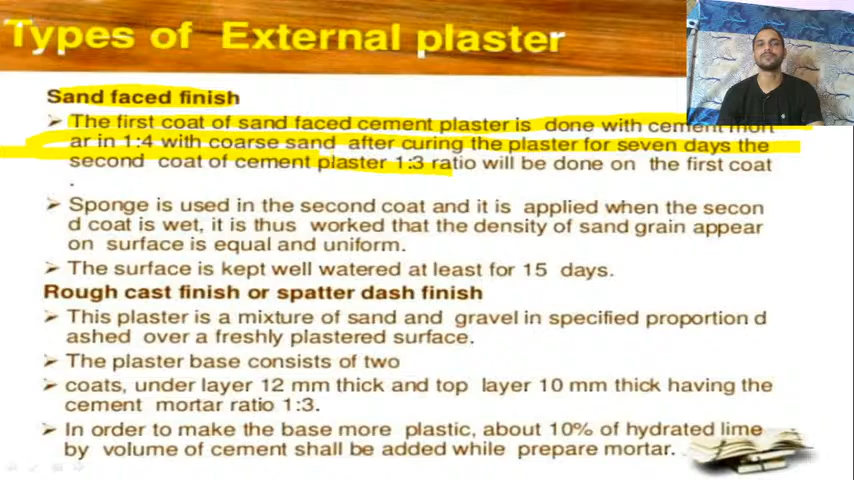 Types of External plaster
Sand faced finish
➢ The first coat of sand faced cement plaster is done with cement mort
ar in 1:4 with coarse sand after curing the plaster for seven days the
second coat of cement plaster 1:3 ratio will be done on the first coat
.
➢ Sponge is used in the second coat and it is applied when the secon
d coat is wet, it is thus worked that the density of sand grain appear
on surface is equal and uniform.
➢ The surface is kept well watered at least for 15 days.
Rough cast finish or spatter dash finish
➢ This plaster is a mixture of sand and gravel in specified proportion d
ashed over a freshly plastered surface.
➢ The plaster base consists of two
➢ coats, under layer 12 mm thick and top layer 10 mm thick having the
cement mortar ratio 1:3.
➢ In order to make the base more plastic, about 10% of hydrated lime
by volume of cement shall be added while prepare mortar.